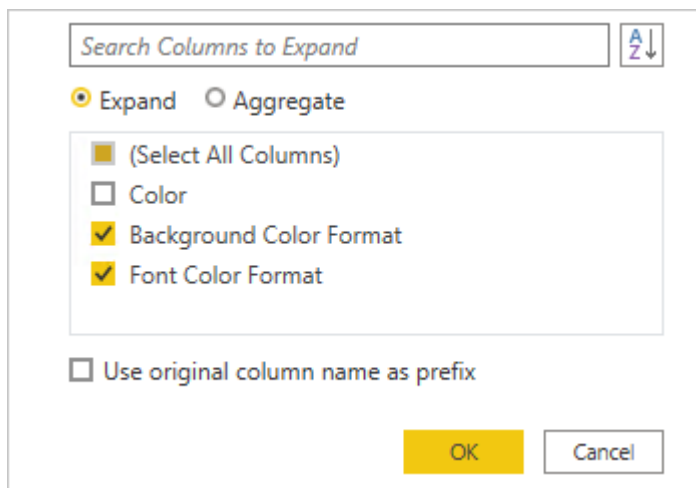 Search Columns to Expand
A
Z
Expand Aggregate
(Select All Columns)
Color
Background Color Format
Font Color Format
Use original column name as prefix
OK Cancel